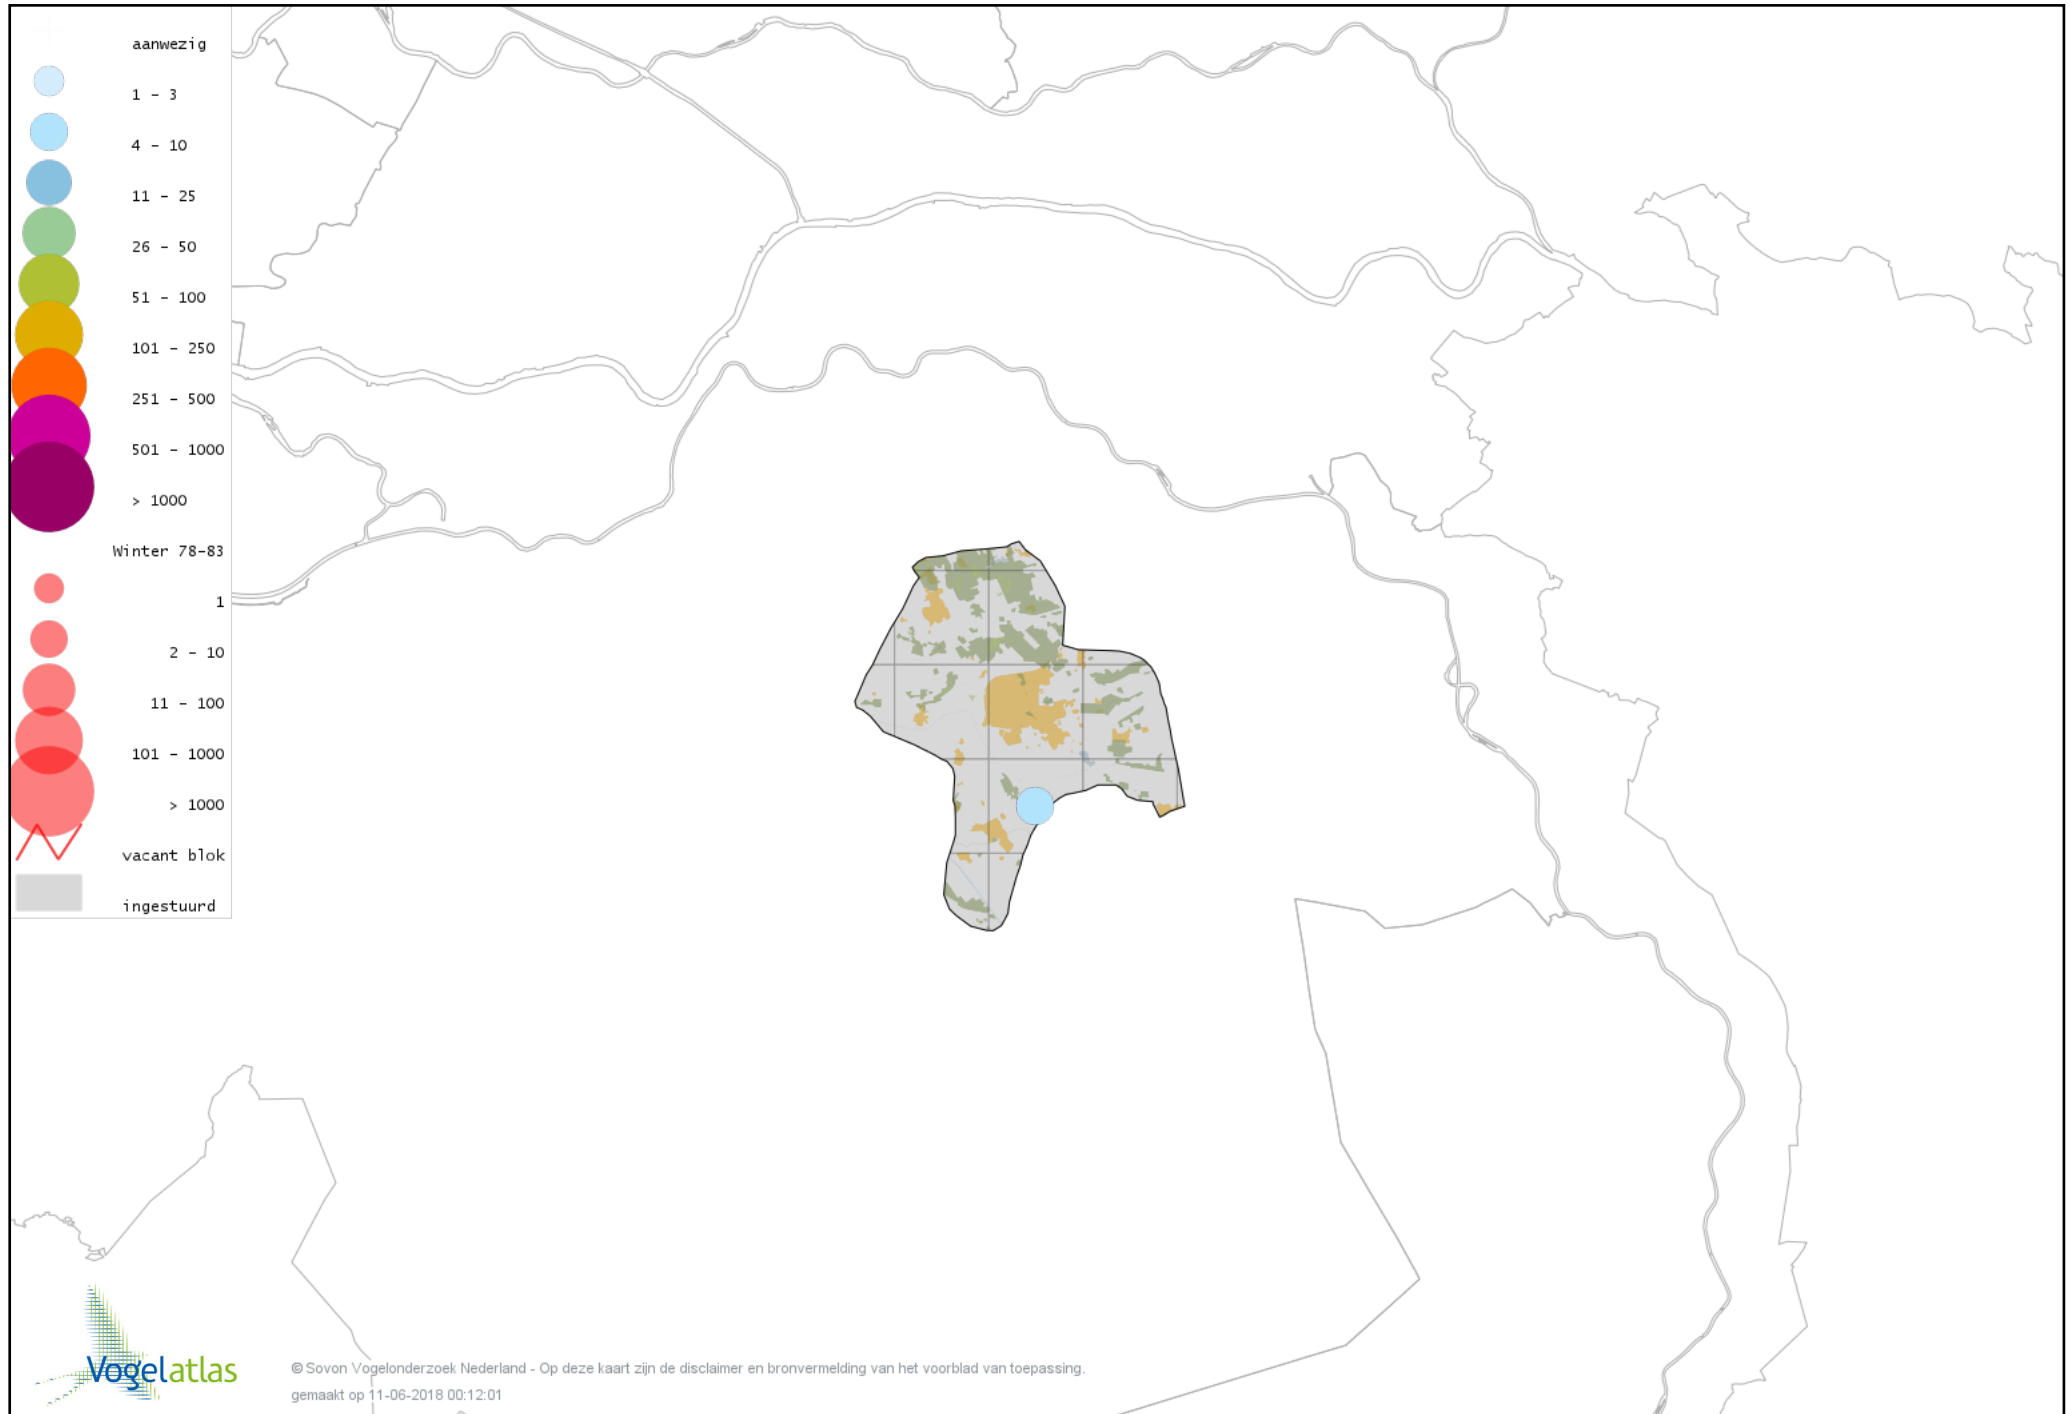 aanwezig
1 - 3
4 - 10
11 - 25
26 - 50
51 - 100
101 - 250
251 - 500
501 - 1000
> 1000
Winter 78-83
1
2 - 10
11 - 100
101 - 1000
> 1000
vacant blok
ingestuurd
Vogelatlas
© Sovon Vogelonderzoek Nederland - Op deze kaart zijn de disclaimer en bronvermelding van het voorblad van toepassing.
gemaakt op 11-06-2018 00:12:01